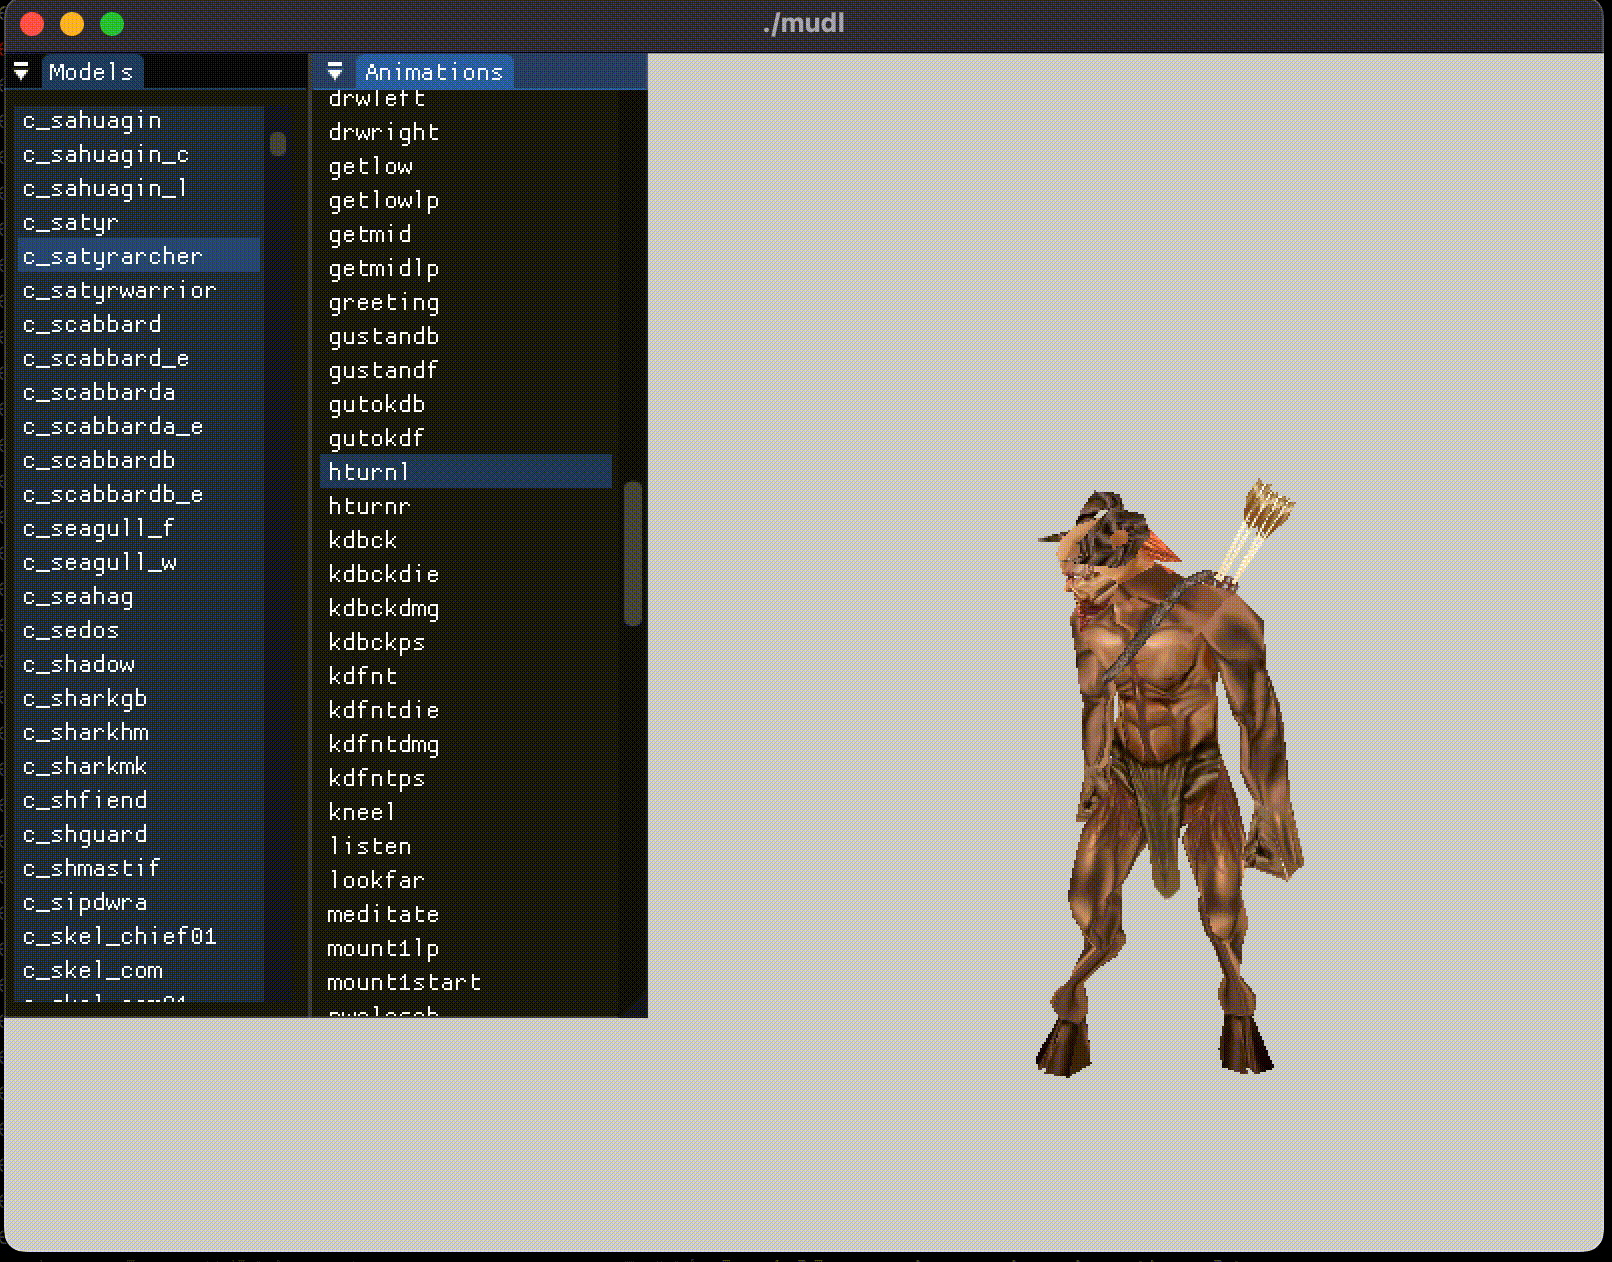 ./mudl
Models
c_sahuagin
c_sahuagin_c
c_sahuagin_l
c_satyr
c_satyrarcher
c_satyrwarrior
c_scabbard
c_scabbard_e
c_scabbarda
c_scabbarda_e
c_scabbardb
c_scabbardb_e
c_seagull_f
c_seagull_w
c_seahag
c_sedos
c_shadow
c_sharkgb
c_sharkhm
c_sharkmk
c_shfiend
c_shguard
c_shmastif
c_sipdwra
c_skel_chief01
c_skel_com
Animations
drwleft
drwright
getlow
getlowlp
getmid
getmidlp
greeting
gustandb
gustandf
gutokdb
gutokdf
hturnl
hturnr
kdbck
kdbckdie
kdbckdmg
kdbckps
kdfnt
kdfntdie
kdfntdmg
kdfntps
kneel
listen
lookfar
meditate
mount1lp
mount1start